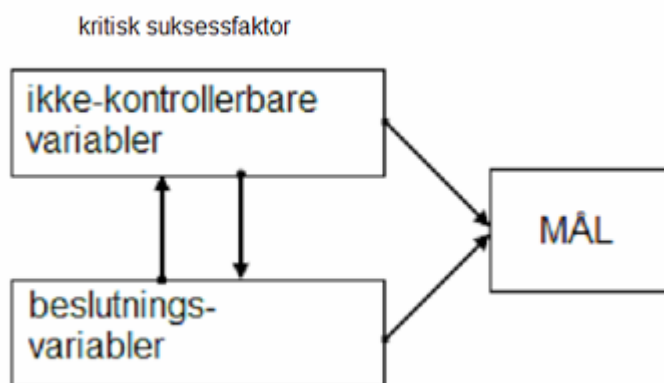 kritisk suksessfaktor
ikke-kontrollerbare
variabler
MÅL
beslutnings-
variabler